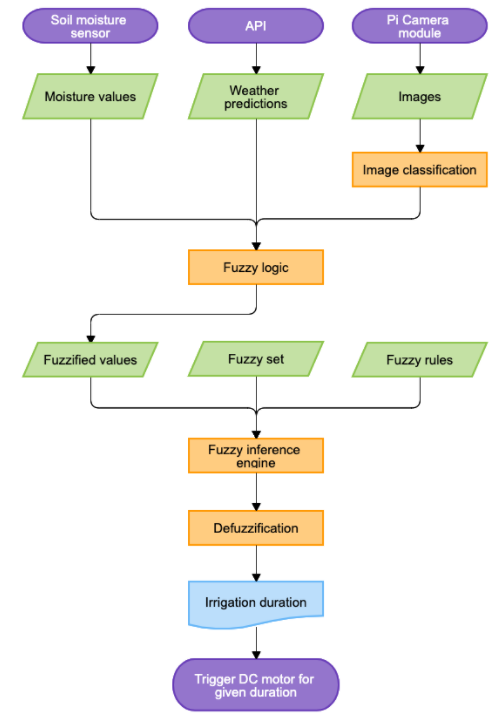 Soil moisture
sensor
API
Pi Camera
module
Moisture values
Weather
predictions
Images
Image classification
Fuzzy logic
Fuzzified values
Fuzzy set
Fuzzy rules
Fuzzy inference
engine
Defuzzification
Irrigation duration
Trigger DC motor for
given duration